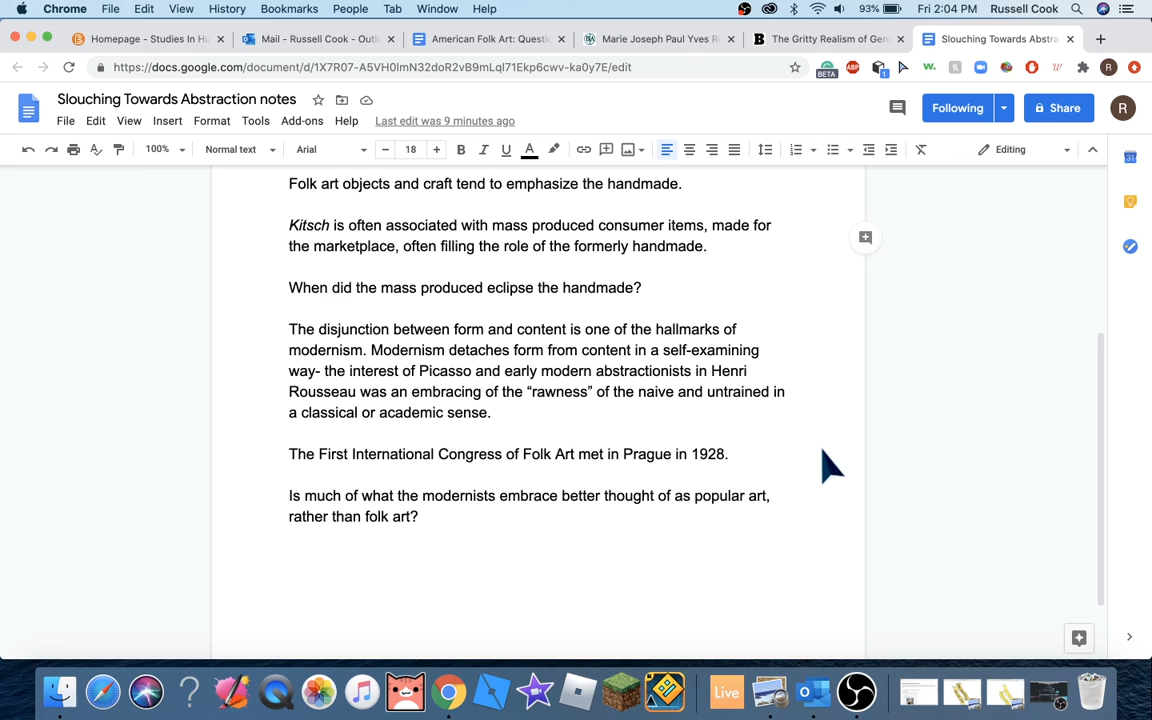 Chrome File Edit View History Bookmarks People Tab Window Help 93% Fri 2:04 PM Russell Cook
Homepage - Studies In Hu
Mail - Russell Cook - Outl
American Folk Art: Questi
Marie Joseph Paul Yves R
The Gritty Realism of Gen
Slouching Towards Abstra
https://docs.google.com/document/d/1X7R07-A5VH0lmN32doR2vB9mLql71Ekp6cwv-ka0y7E/edit
BETA
ABP
1
R
Slouching Towards Abstraction notes
File Edit View Insert Format Tools Add-ons Help Last edit was 9 minutes ago
Following
Share
R
100% Normal text Arial 18 B I U A Editing
31
Folk art objects and craft tend to emphasize the handmade.
Kitsch is often associated with mass produced consumer items, made for
the marketplace, often filling the role of the formerly handmade.
When did the mass produced eclipse the handmade?
The disjunction between form and content is one of the hallmarks of
modernism. Modernism detaches form from content in a self-examining
way- the interest of Picasso and early modern abstractionists in Henri
Rousseau was an embracing of the “rawness” of the naive and untrained in
a classical or academic sense.
The First International Congress of Folk Art met in Prague in 1928.
Is much of what the modernists embrace better thought of as popular art,
rather than folk art?
Live